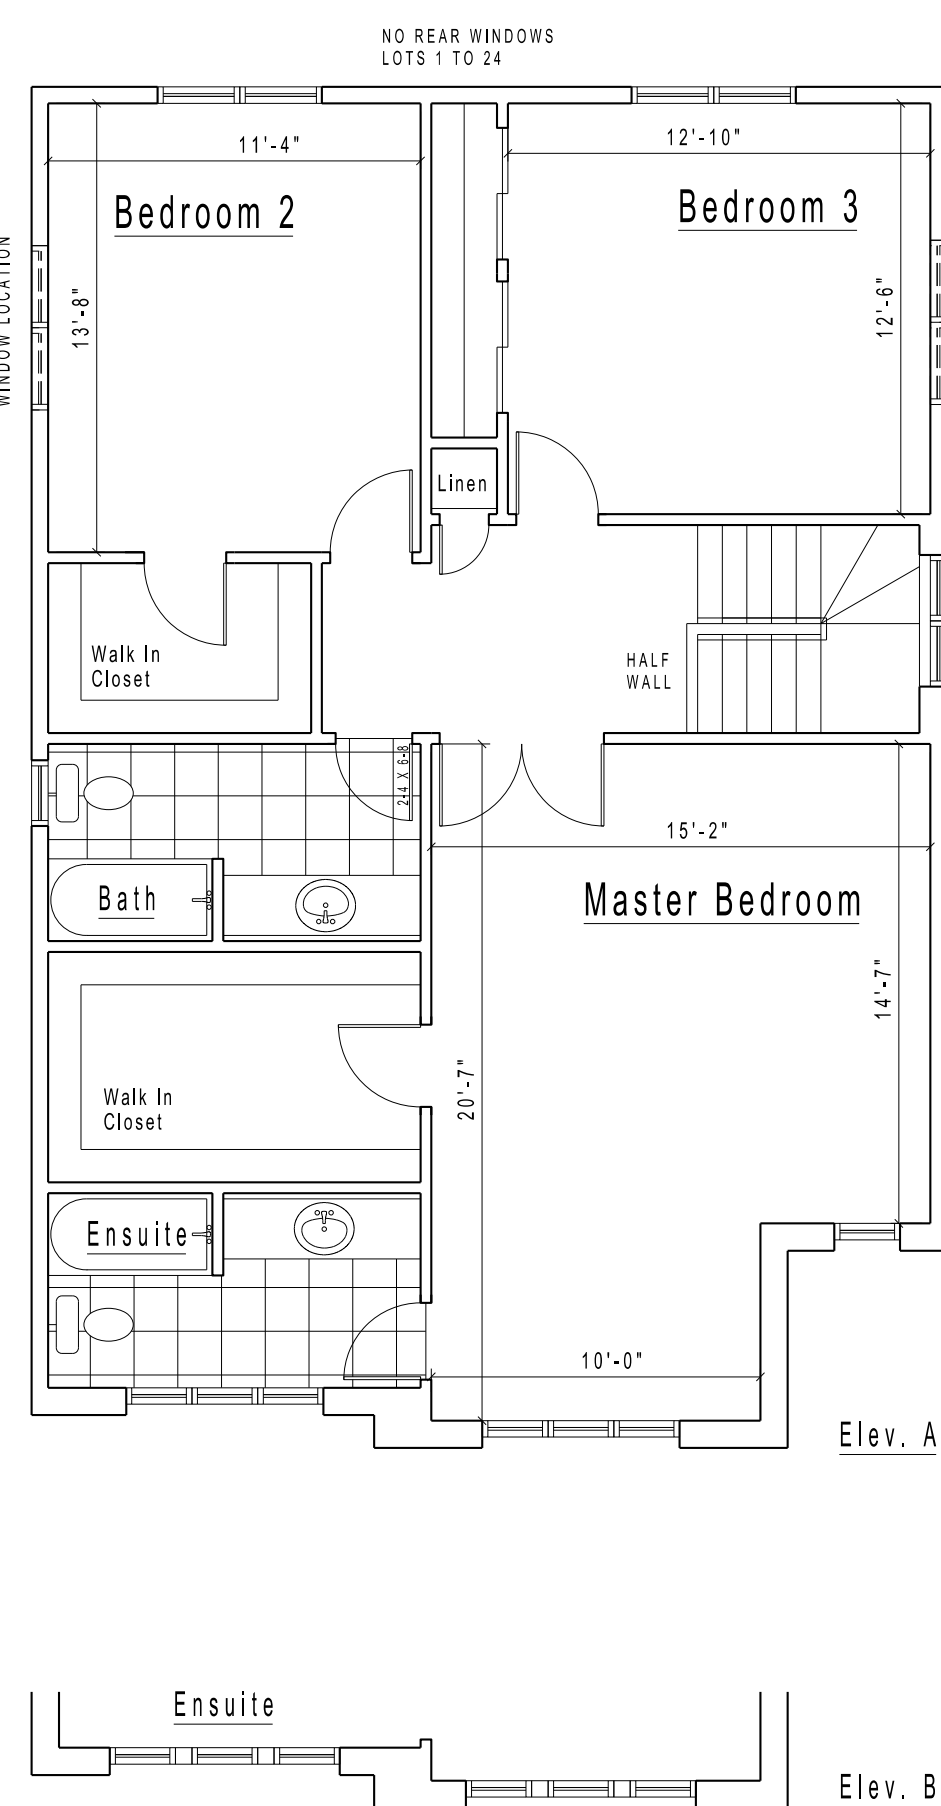 NO REAR WINDOWS
LOTS 1 TO 24
11'-4"
12'-10"
Bedroom 2
Bedroom 3
WINDOW LOCATION
13'-8"
12'-6"
Linen
Walk In
Closet
HALF
WALL
2-4 X 6-8
15'-2"
Bath
Master Bedroom
14'-7"
20'-7"
Walk In
Closet
Ensuite
10'-0"
Elev. A
Ensuite
Elev. B